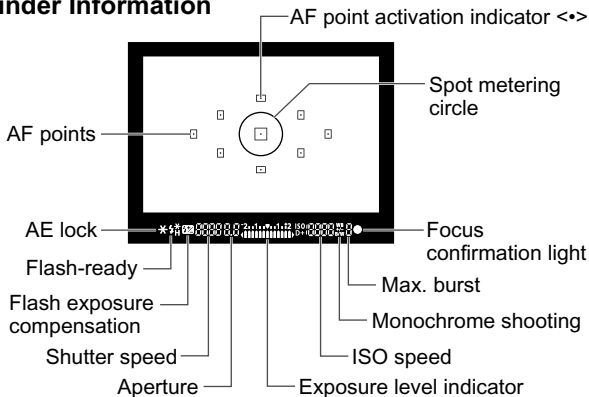 inder Information
AF point activation indicator <•>
Spot metering
circle
AF points
AE lock
Flash-ready
Flash exposure
compensation
Shutter speed
Aperture
Focus
confirmation light
Max. burst
Monochrome shooting
ISO speed
Exposure level indicator